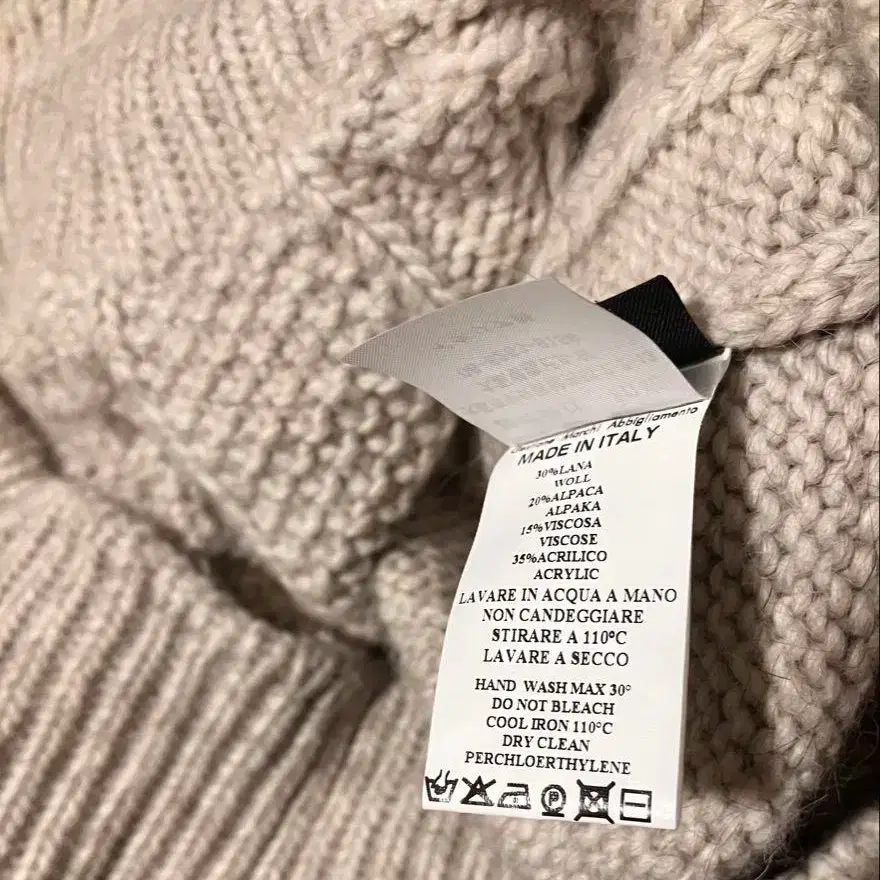 Marchi Abbigliamento
MADE IN ITALY
30%LANA
WOLL
20%ALPACA
ALPAKA
15%VISCOSA
VISCOSE
35%ACRILICO
ACRYLIC
LAVARE IN ACQUA A MANO
NON CANDEGGIARE
STIRARE A 110°C
LAVARE A SECCO
HAND WASH MAX 30°
DO NOT BLEACH
COOL IRON 110°C
DRY CLEAN
PERCHLOERTHYLENE
P